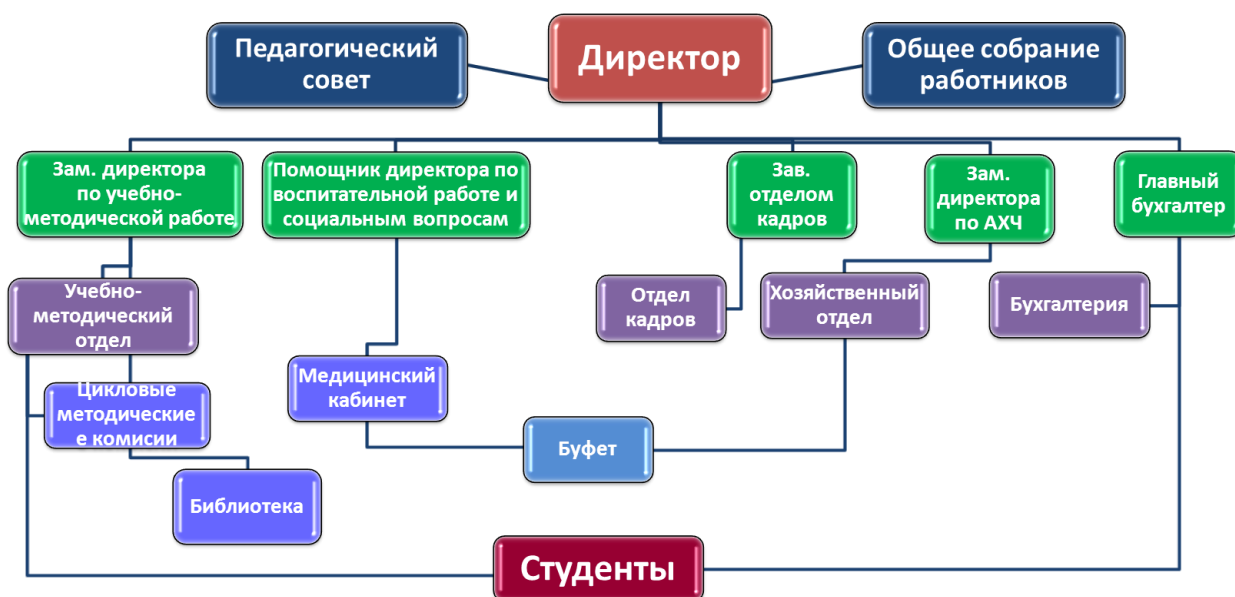 Педагогический
совет
Директор
Общее собрание
работников
Зам. директора
по учебно-
методической работе
Помощник директора по
воспитательной работе и
социальным вопросам
Зав.
отделом
кадров
Зам.
директора
по АХЧ
Главный
бухгалтер
Учебно-
методический
отдел
Отдел
кадров
Хозяйственный
отдел
Бухгалтерия
Цикловые
методические
е комисии
Медицинский
кабинет
Буфет
Библиотека
Студенты